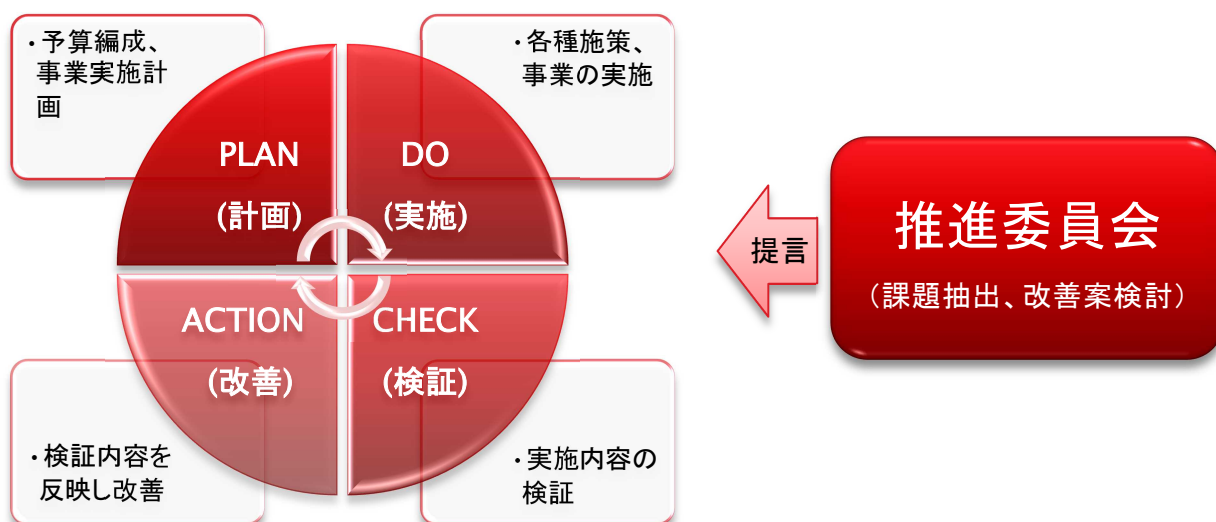 ・予算編成、
事業実施計
画
・各種施策、
事業の実施
PLAN
(計画)
DO
(実施)
ACTION
(改善)
CHECK
(検証)
・検証内容を
反映し改善
・実施内容の
検証
提言
推進委員会
（課題抽出、改善案検討）